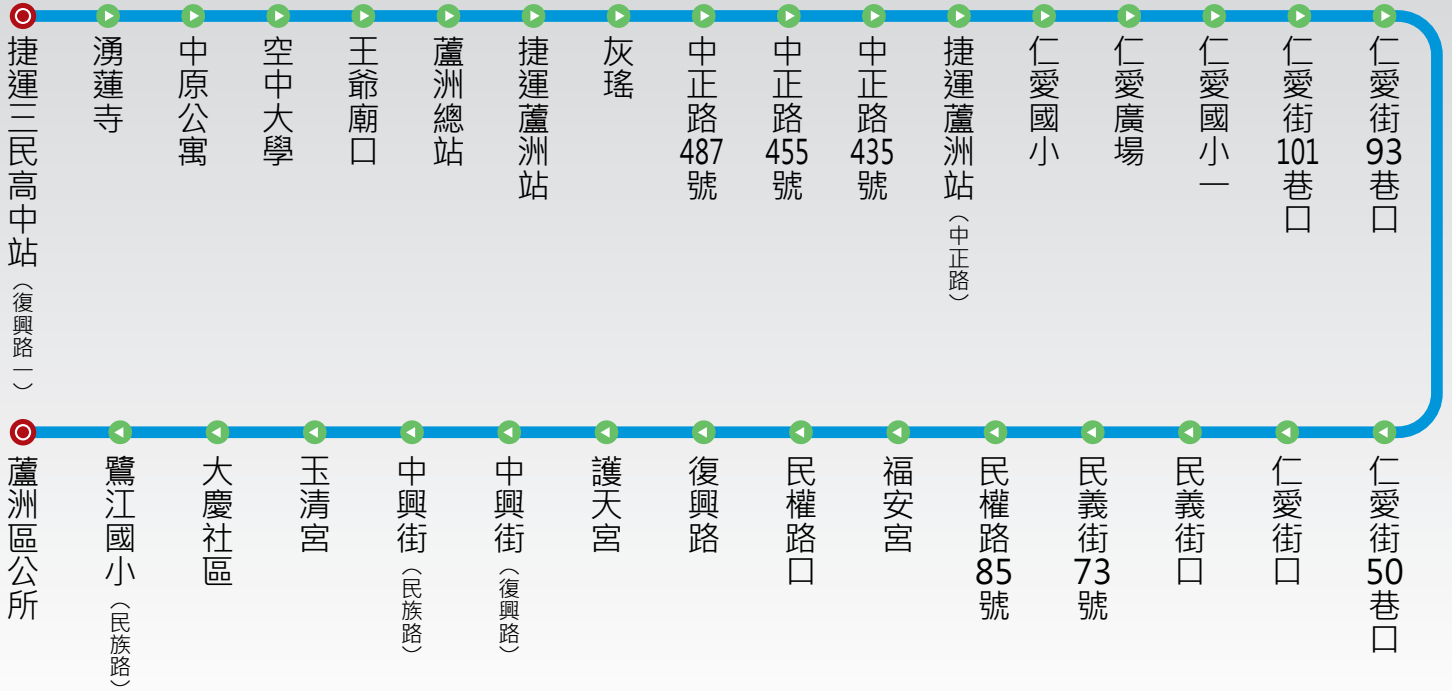 捷運三民高中站（復興路一）
湧蓮寺
中原公寓
空中大學
王爺廟口
蘆洲總站
捷運蘆洲站
灰瑤
中正路487號
中正路455號
中正路435號
捷運蘆洲站（中正路）
仁愛國小
仁愛廣場
仁愛國小一
仁愛街101巷口
仁愛街93巷口
仁愛街50巷口
仁愛街口
民義街口
民義街73號
民權路85號
福安宮
民權路口
復興路
護天宮
中興街（復興路）
中興街（民族路）
玉清宮
大慶社區
鷺江國小（民族路）
蘆洲區公所